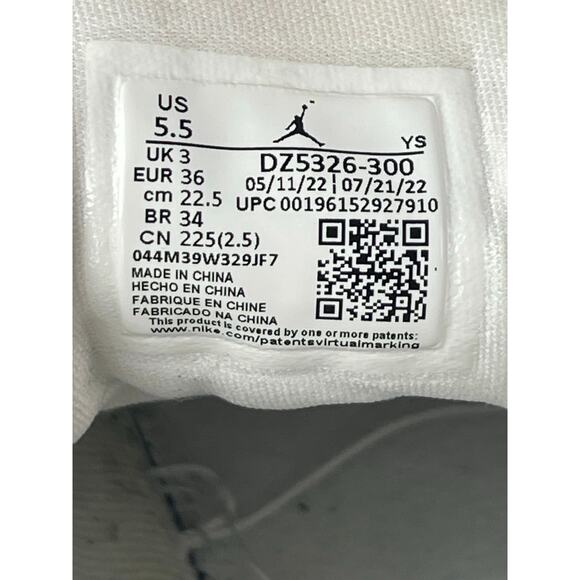 US
5.5
YS
UK 3
EUR 36
cm 22.5
BR 34
CN 225(2.5)
DZ5326-300
05/11/22 | 07/21/22
UPC 00196152927910
044M39W329JF7
MADE IN CHINA
HECHO EN CHINA
FABRIQUE EN CHINE
FABRICADO NA CHINA
This product is covered by one or more patents:
www.nike.com/patentsvirtualmarking